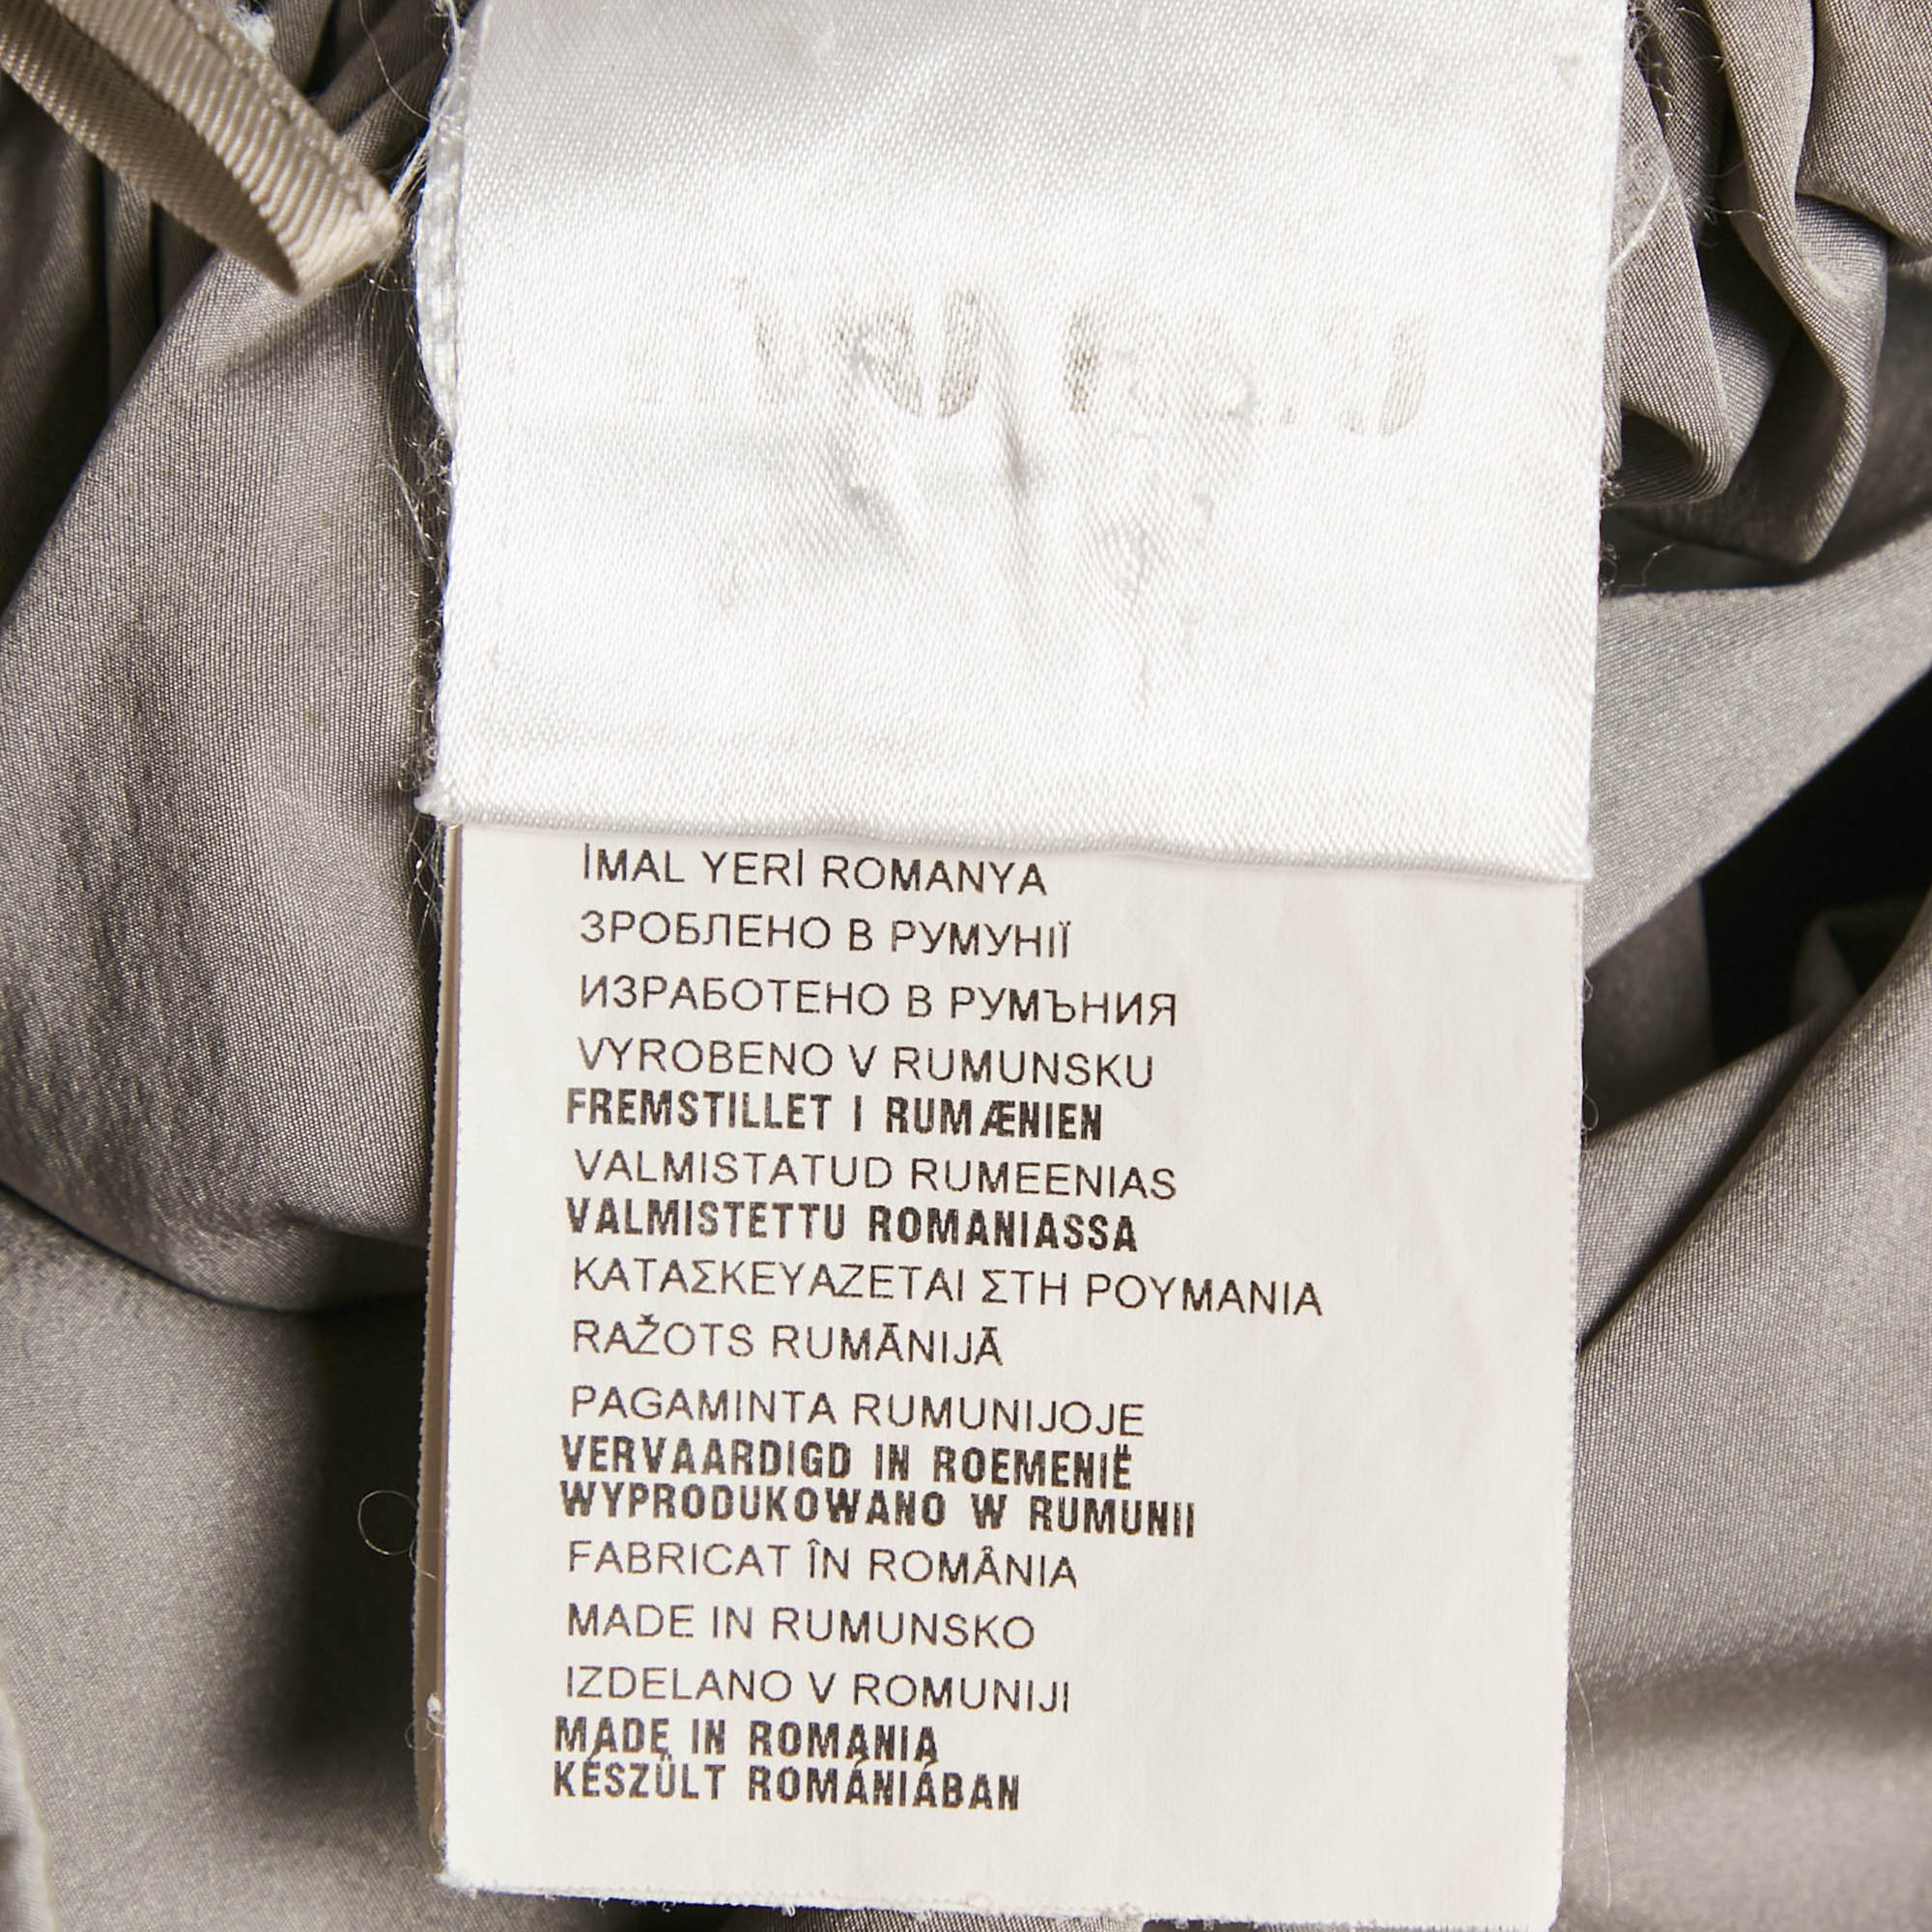 İMAL YERİ ROMANYA
ЗРОБЛЕНО В РУМУНІЇ
ИЗРАБОТЕНО В РУМЪНИЯ
VYROBENO V RUMUNSKU
FREMSTILLET I RUMÆNIEN
VALMISTATUD RUMEENIAS
VALMISTETTU ROMANIASSA
ΚΑΤΑΣΚΕΥΑΖΕΤΑΙ ΣΤΗ ΡΟΥΜΑΝΙΑ
RAŽOTS RUMĀNIJĀ
PAGAMINTA RUMUNIJOJE
VERVAARDIGD IN ROEMENIË
WYPRODUKOWANO W RUMUNII
FABRICAT ÎN ROMÂNIA
MADE IN RUMUNSKO
IZDELANO V ROMUNIJI
MADE IN ROMANIA
KÉSZÜLT ROMÁNIÁBAN